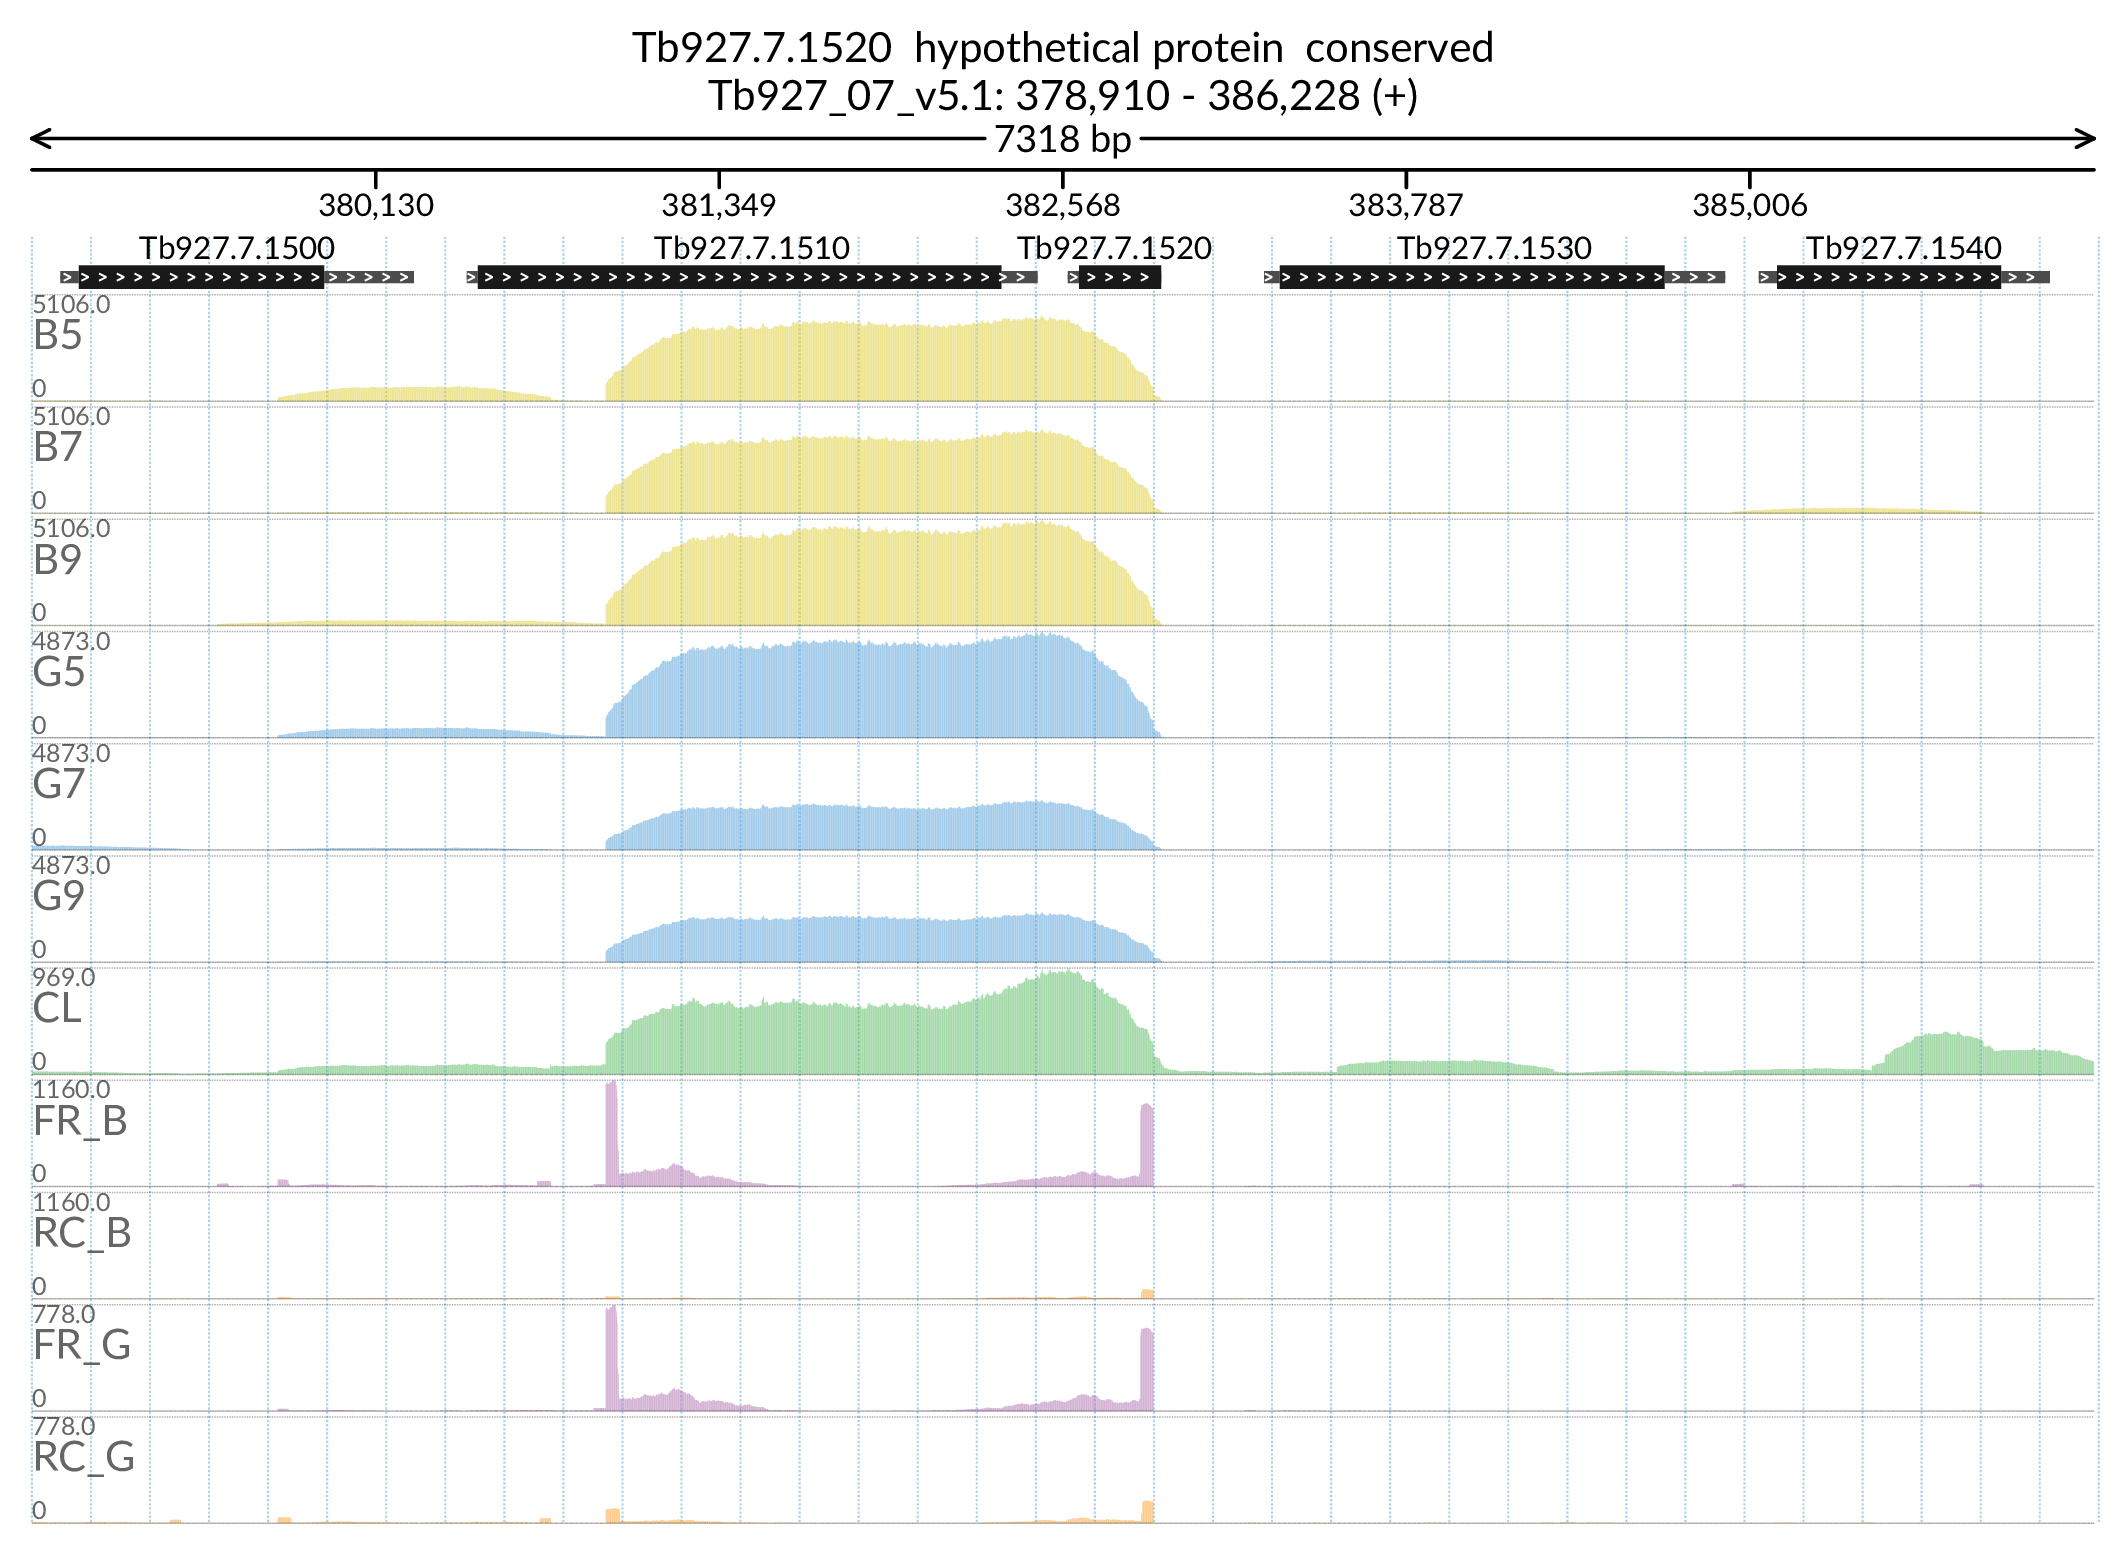 Tb927.7.1520 hypothetical protein conserved
Tb927_07_v5.1: 378,910 - 386,228 (+)
7318 bp
380,130 381,349 382,568 383,787 385,006
Tb927.7.1500 Tb927.7.1510 Tb927.7.1520 Tb927.7.1530 Tb927.7.1540
5106.0
B5
0
5106.0
B7
0
5106.0
B9
0
4873.0
G5
0
4873.0
G7
0
4873.0
G9
0
969.0
CL
0
1160.0
FR_B
0
1160.0
RC_B
0
778.0
FR_G
0
778.0
RC_G
0